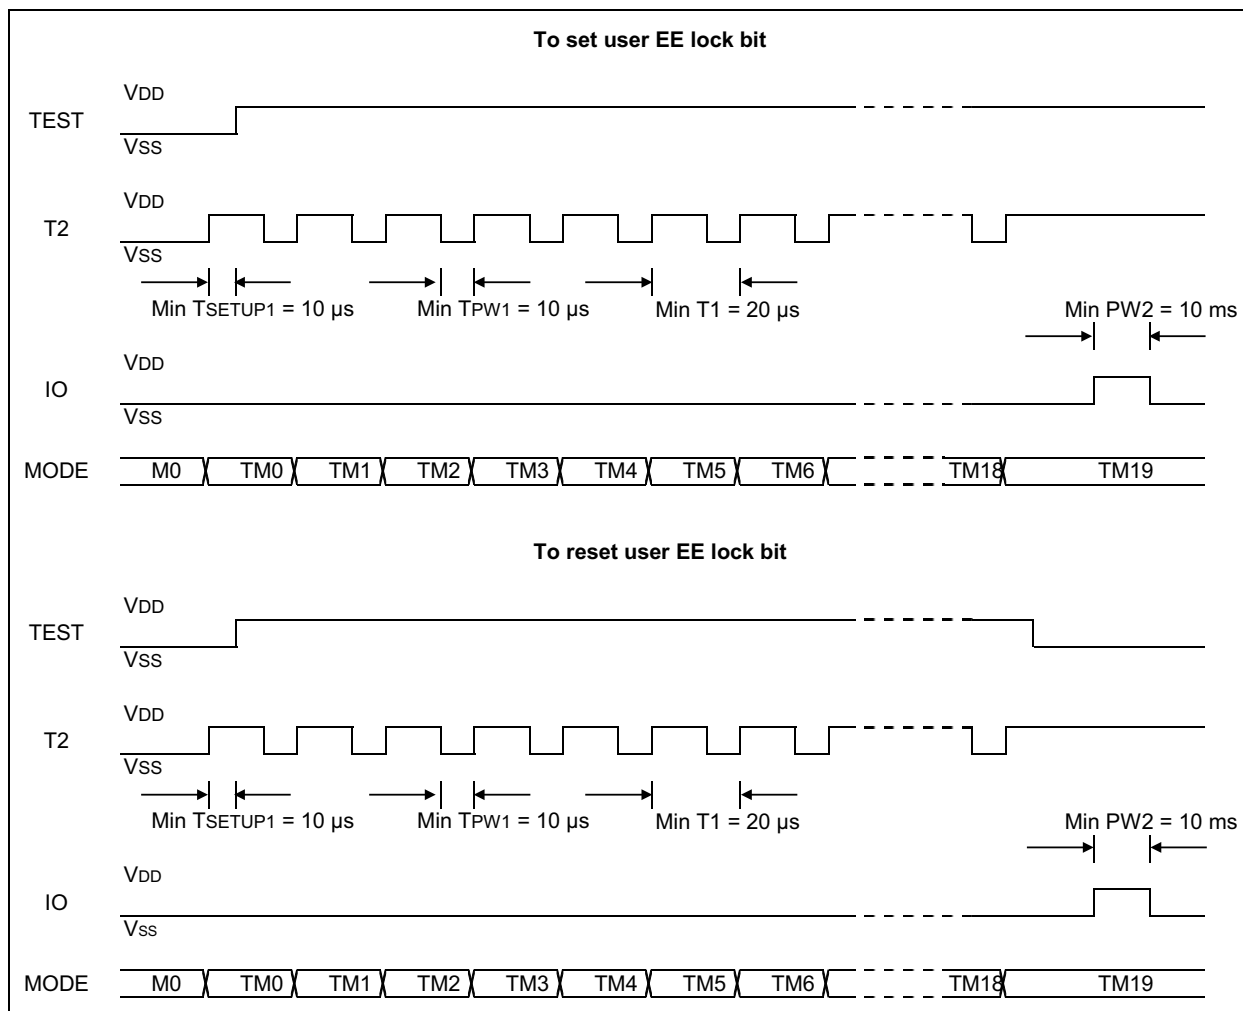 To set user EE lock bit
VDD
TEST
VSS
VDD
T2
VSS
Min TSETUP1 = 10 µs Min TPW1 = 10 µs Min T1 = 20 µs Min PW2 = 10 ms
VDD
IO
VSS
MODE M0 TM0 TM1 TM2 TM3 TM4 TM5 TM6 TM18 TM19
To reset user EE lock bit
VDD
TEST
VSS
VDD
T2
VSS
Min TSETUP1 = 10 µs Min TPW1 = 10 µs Min T1 = 20 µs Min PW2 = 10 ms
VDD
IO
VSS
MODE M0 TM0 TM1 TM2 TM3 TM4 TM5 TM6 TM18 TM19